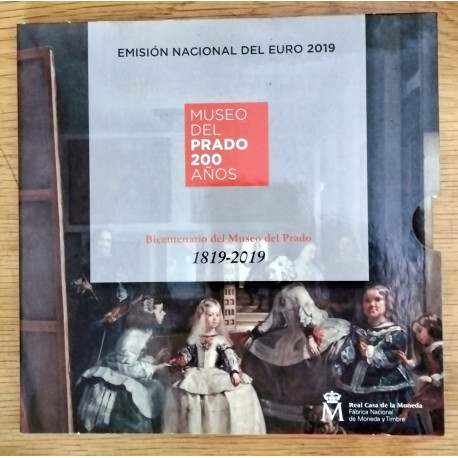 EMISIÓN NACIONAL DEL EURO 2019
MUSEO
DEL
PRADO
200
AÑOS
Bicentenario del Museo del Prado
1819-2019
M
Real Casa de la Moneda
Fábrica Nacional
de Moneda y Timbre